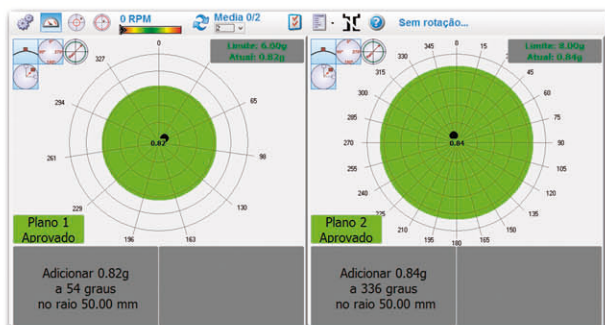 0 RPM
Media 0/2
2
Sem rotação...
Limite: 6.00g
Atual: 0.82g
0
327
65
294
98
261
130
229
163
196
0.82
Plano 1
Aprovado
Adicionar 0.82g
a 54 graus
no raio 50.00 mm
Limite: 8.00g
Atual: 0.84g
0
15
345
330
45
315
60
300
75
285
90
270
105
255
120
240
135
225
150
210
165
195
180
0.84
Plano 2
Aprovado
Adicionar 0.84g
a 336 graus
no raio 50.00 mm